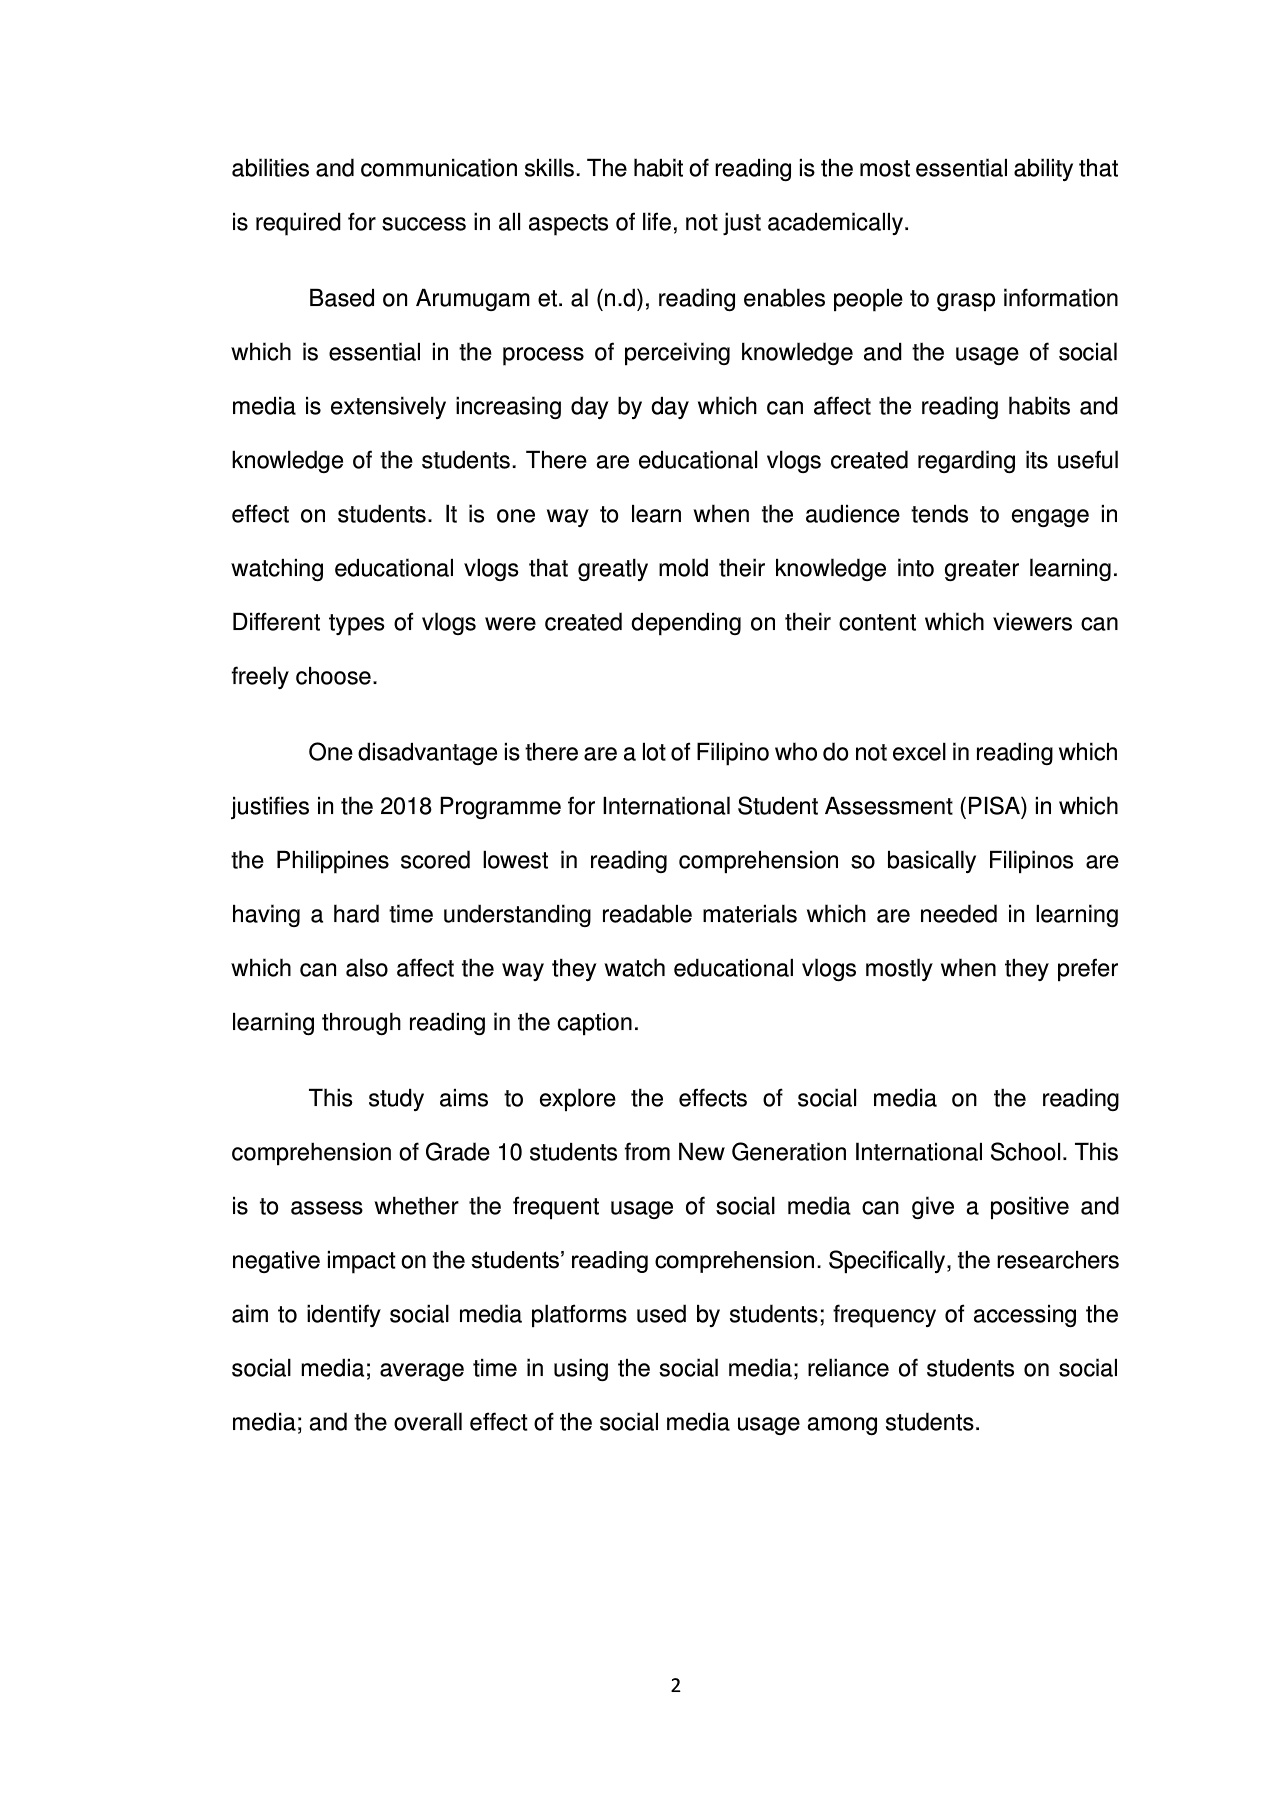 abilities and communication skills. The habit of reading is the most essential ability that
is required for success in all aspects of life, not just academically.
Based on Arumugam et. al (n.d), reading enables people to grasp information
which is essential in the process of perceiving knowledge and the usage of social
media is extensively increasing day by day which can affect the reading habits and
knowledge of the students. There are educational vlogs created regarding its useful
effect on students. It is one way to learn when the audience tends to engage in
watching educational vlogs that greatly mold their knowledge into greater learning.
Different types of vlogs were created depending on their content which viewers can
freely choose.
One disadvantage is there are a lot of Filipino who do not excel in reading which
justifies in the 2018 Programme for International Student Assessment (PISA) in which
the Philippines scored lowest in reading comprehension so basically Filipinos are
having a hard time understanding readable materials which are needed in learning
which can also affect the way they watch educational vlogs mostly when they prefer
learning through reading in the caption.
This study aims to explore the effects of social media on the reading
comprehension of Grade 10 students from New Generation International School. This
is to assess whether the frequent usage of social media can give a positive and
negative impact on the students’ reading comprehension. Specifically, the researchers
aim to identify social media platforms used by students; frequency of accessing the
social media; average time in using the social media; reliance of students on social
media; and the overall effect of the social media usage among students.
2